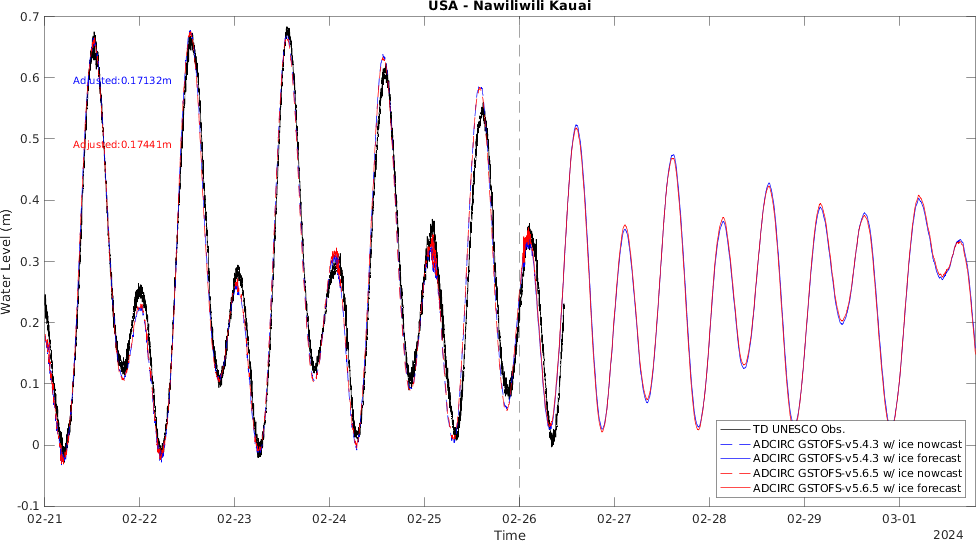 USA - Nawiliwili Kauai
0.7
0.6
Adjusted:0.17132m
0.5
Adjusted:0.17441m
0.4
Water Level (m)
0.3
0.2
0.1
0
-0.1
TD UNESCO Obs.
ADCIRC GSTOFS-v5.4.3 w/ ice nowcast
ADCIRC GSTOFS-v5.4.3 w/ ice forecast
ADCIRC GSTOFS-v5.6.5 w/ ice nowcast
ADCIRC GSTOFS-v5.6.5 w/ ice forecast
02-21 02-22 02-23 02-24 02-25 02-26 02-27 02-28 02-29 03-01
Time
2024